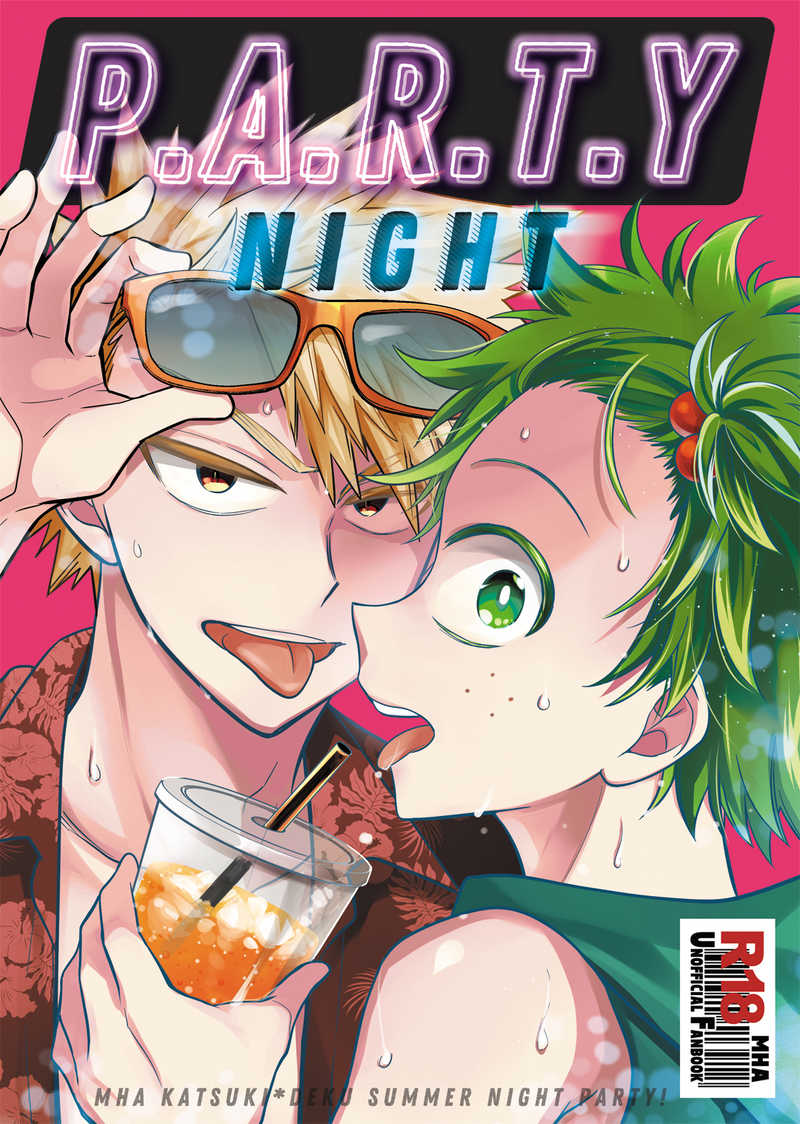 P.A.R.T.Y
NIGHT
R18
MHA
UNOFFICIAL FANBOOK
MHA KATSUKI*DEKU SUMMER NIGHT PARTY!